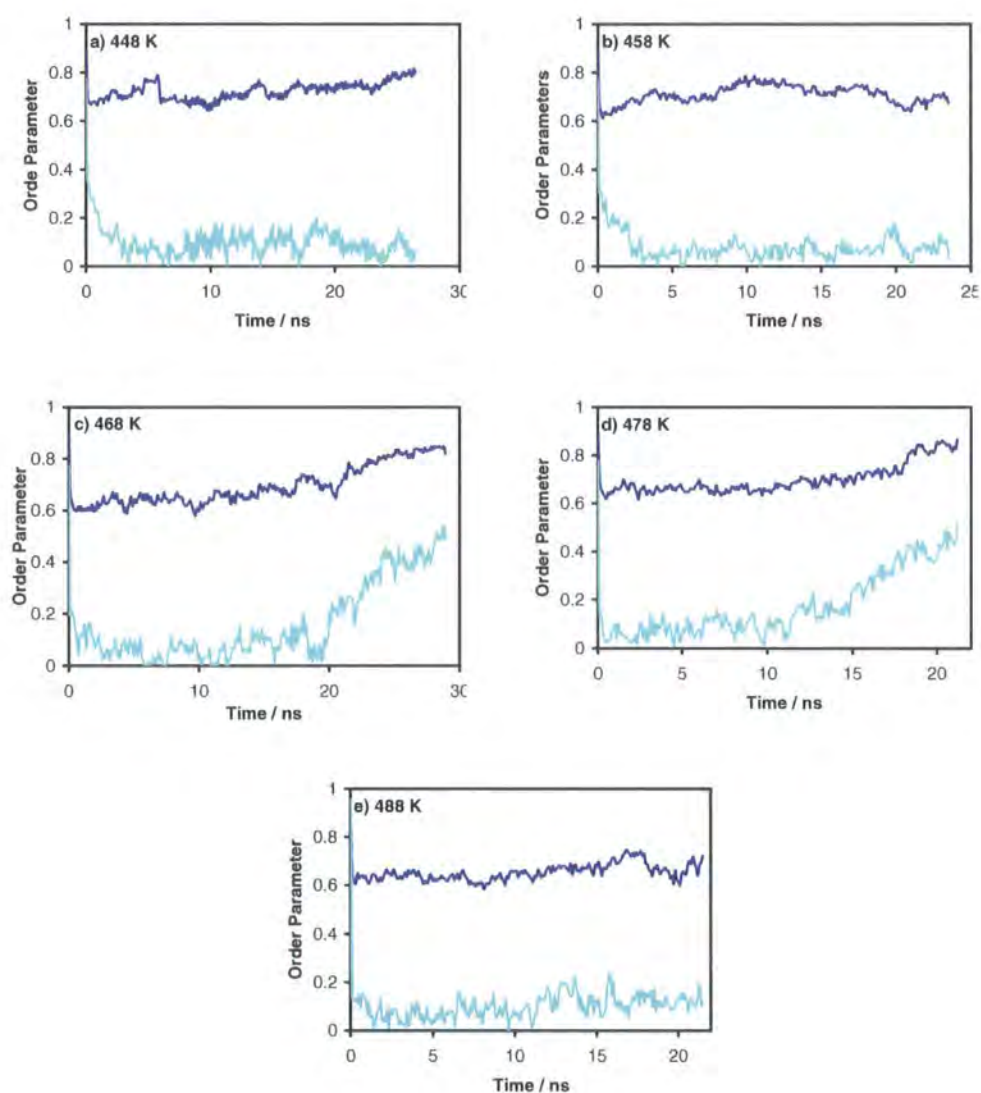 1
a) 448 K
0.8
0.6
0.4
0.2
0
Orde Parameter
0 10 20 30
Time / ns
1
b) 458 K
0.8
0.6
0.4
0.2
0
Order Parameters
0 5 10 15 20 25
Time / ns
1
c) 468 K
0.8
0.6
0.4
0.2
0
Order Parameter
0 10 20 30
Time / ns
1
d) 478 K
0.8
0.6
0.4
0.2
0
Order Parameter
0 5 10 15 20
Time / ns
1
e) 488 K
0.8
0.6
0.4
0.2
0
Order Parameter
0 5 10 15 20
Time / ns